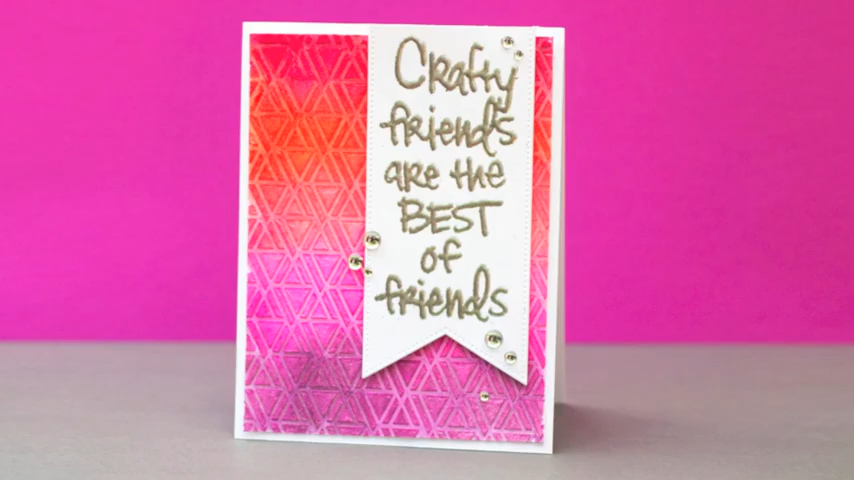 Crafty
friends
are the
BEST
of
friends